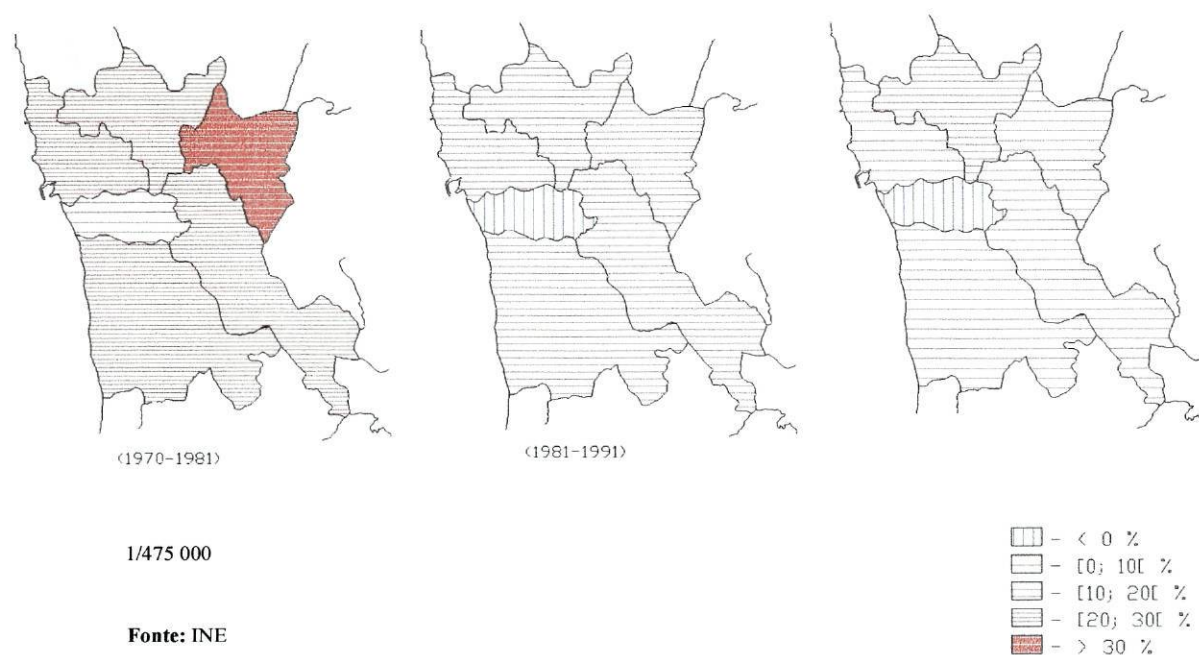 (1970-1981)
(1981-1991)
1/475 000
Fonte: INE
- < 0 %
- [0; 10[ %
- [10; 20[ %
- [20; 30[ %
- > 30 %